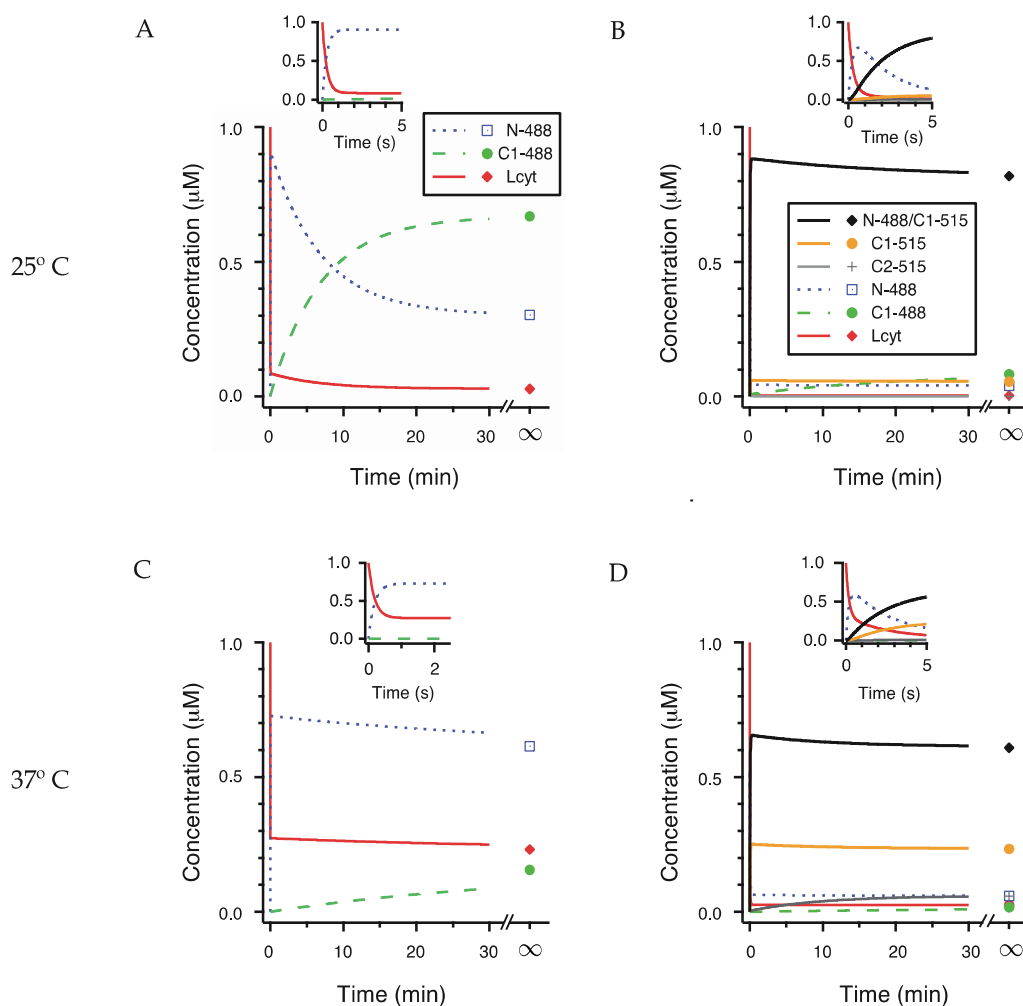 A
1.0
0.5
0.0
0
5
Time (s)
N-488
C1-488
Lcyt
1.0
0.5
0.0
Concentration (μM)
0
10
20
30
∞
Time (min)
25º C
B
1.0
0.5
0.0
0
5
Time (s)
N-488/C1-515
C1-515
C2-515
N-488
C1-488
Lcyt
1.0
0.5
0.0
Concentration (μM)
0
10
20
30
∞
Time (min)
C
1.0
0.5
0.0
0
2
Time (s)
1.0
0.5
0.0
Concentration (μM)
0
10
20
30
∞
Time (min)
37º C
D
1.0
0.5
0.0
0
5
Time (s)
1.0
0.5
0.0
Concentration (μM)
0
10
20
30
∞
Time (min)